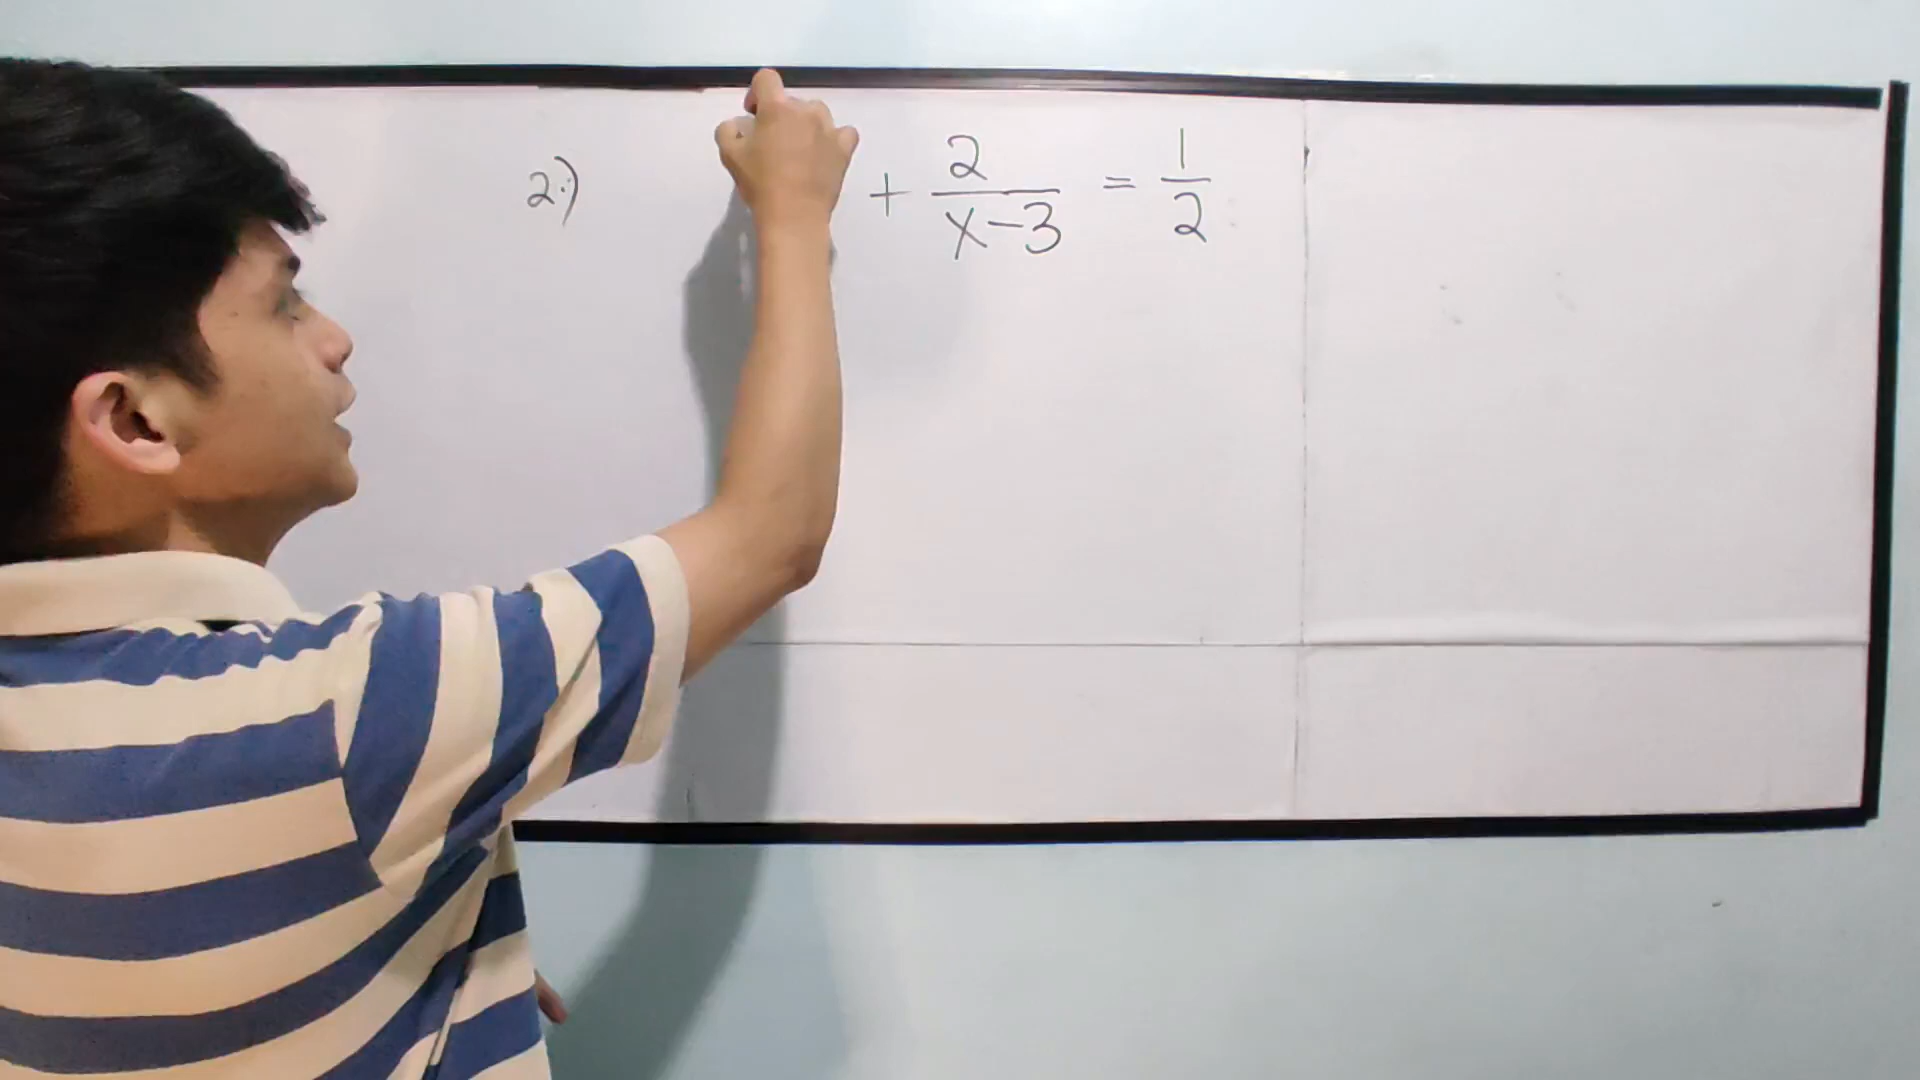 2.) + 2/(x-3) = 1/2